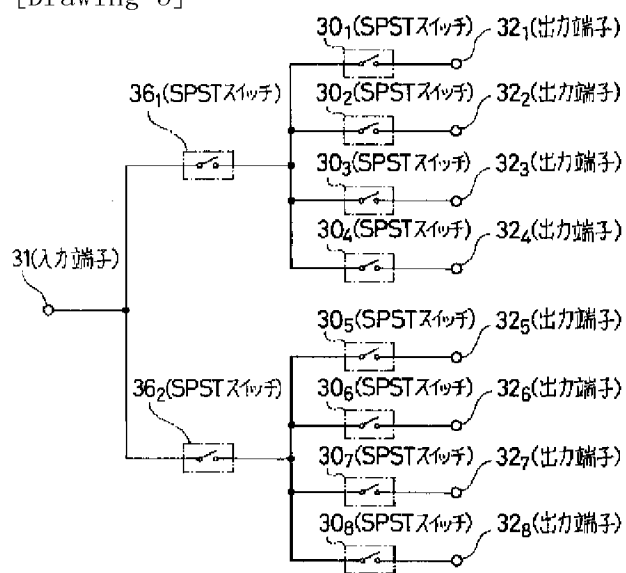 30₁(SPSTスイッチ) 32₁(出力端子)
36₁(SPSTスイッチ)
30₂(SPSTスイッチ) 32₂(出力端子)
30₃(SPSTスイッチ) 32₃(出力端子)
30₄(SPSTスイッチ) 32₄(出力端子)
31(入力端子)
30₅(SPSTスイッチ) 32₅(出力端子)
36₂(SPSTスイッチ)
30₆(SPSTスイッチ) 32₆(出力端子)
30₇(SPSTスイッチ) 32₇(出力端子)
30₈(SPSTスイッチ) 32₈(出力端子)